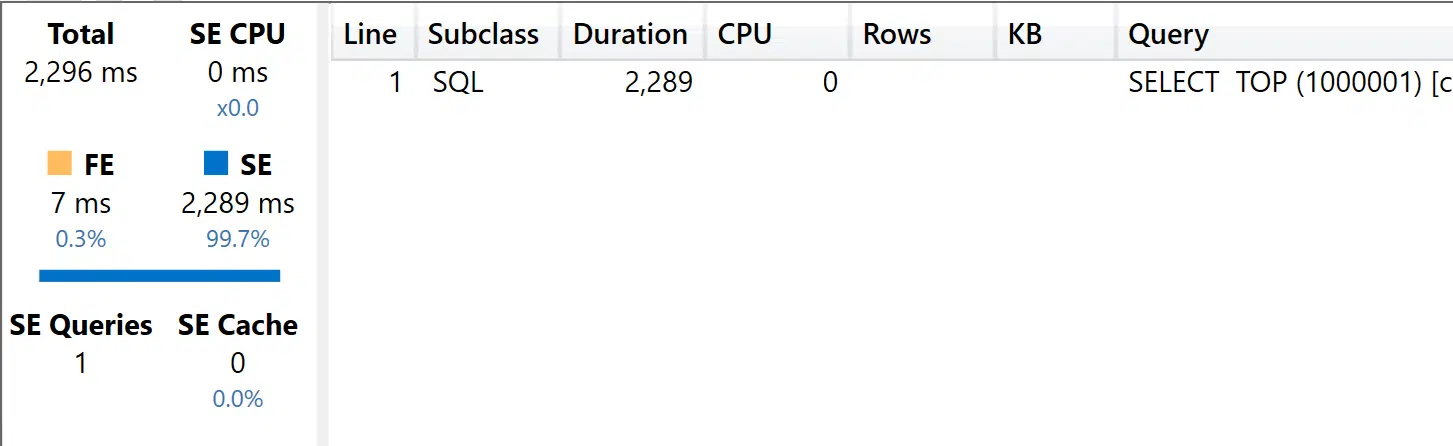 Total SE CPU
2,296 ms 0 ms
x0.0
FE SE
7 ms 2,289 ms
0.3% 99.7%
SE Queries SE Cache
1 0
0.0%
Line Subclass Duration CPU Rows KB Query
1 SQL 2,289 0 SELECT TOP (1000001) [c